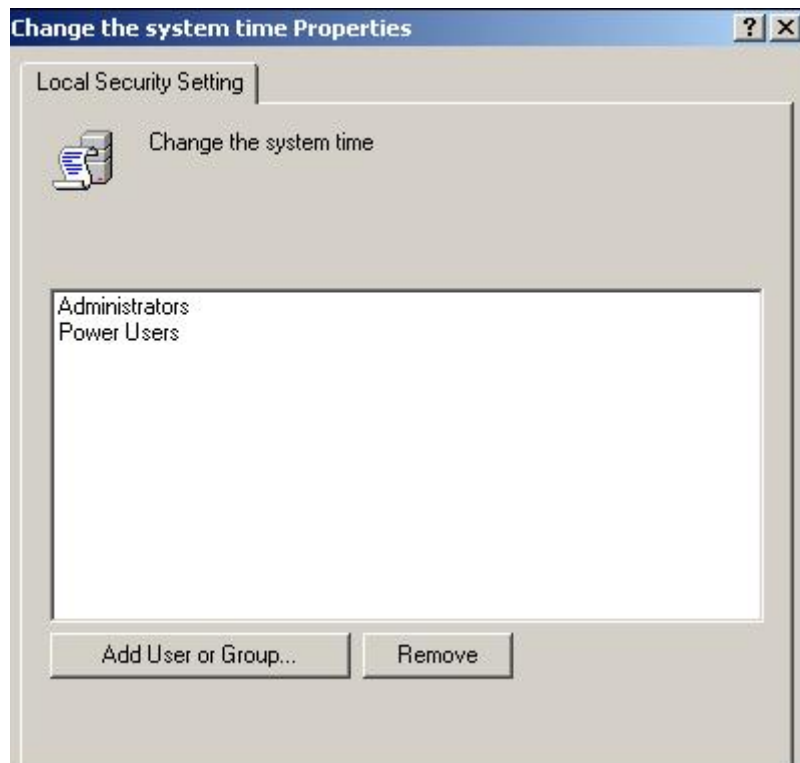 Change the system time Properties
Local Security Setting
Change the system time
Administrators
Power Users
Add User or Group...
Remove